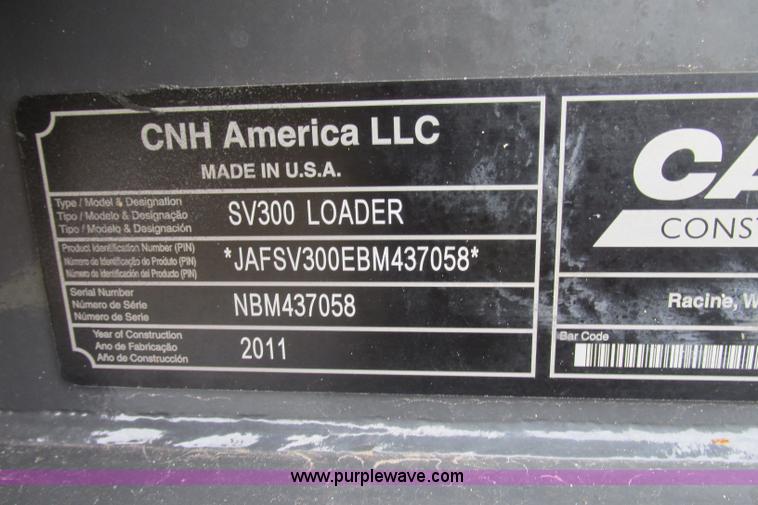 CNH America LLC
MADE IN U.S.A.
Type / Model & Designation
Tipo / Modelo & Designação
Tipo / Modelo & Designación
SV300 LOADER
Product Identification Number (PIN)
Número de Identificação do Produto (PIN)
Número de Identificación del Producto (PIN)
*JAFSV300EBM437058*
Serial Number
Número de Série
Número de Serie
NBM437058
Year of Construction
Ano de Fabricação
Año de Construcción
2011
CA
CONST
Racine, W
Bar Code
www.purplewave.com